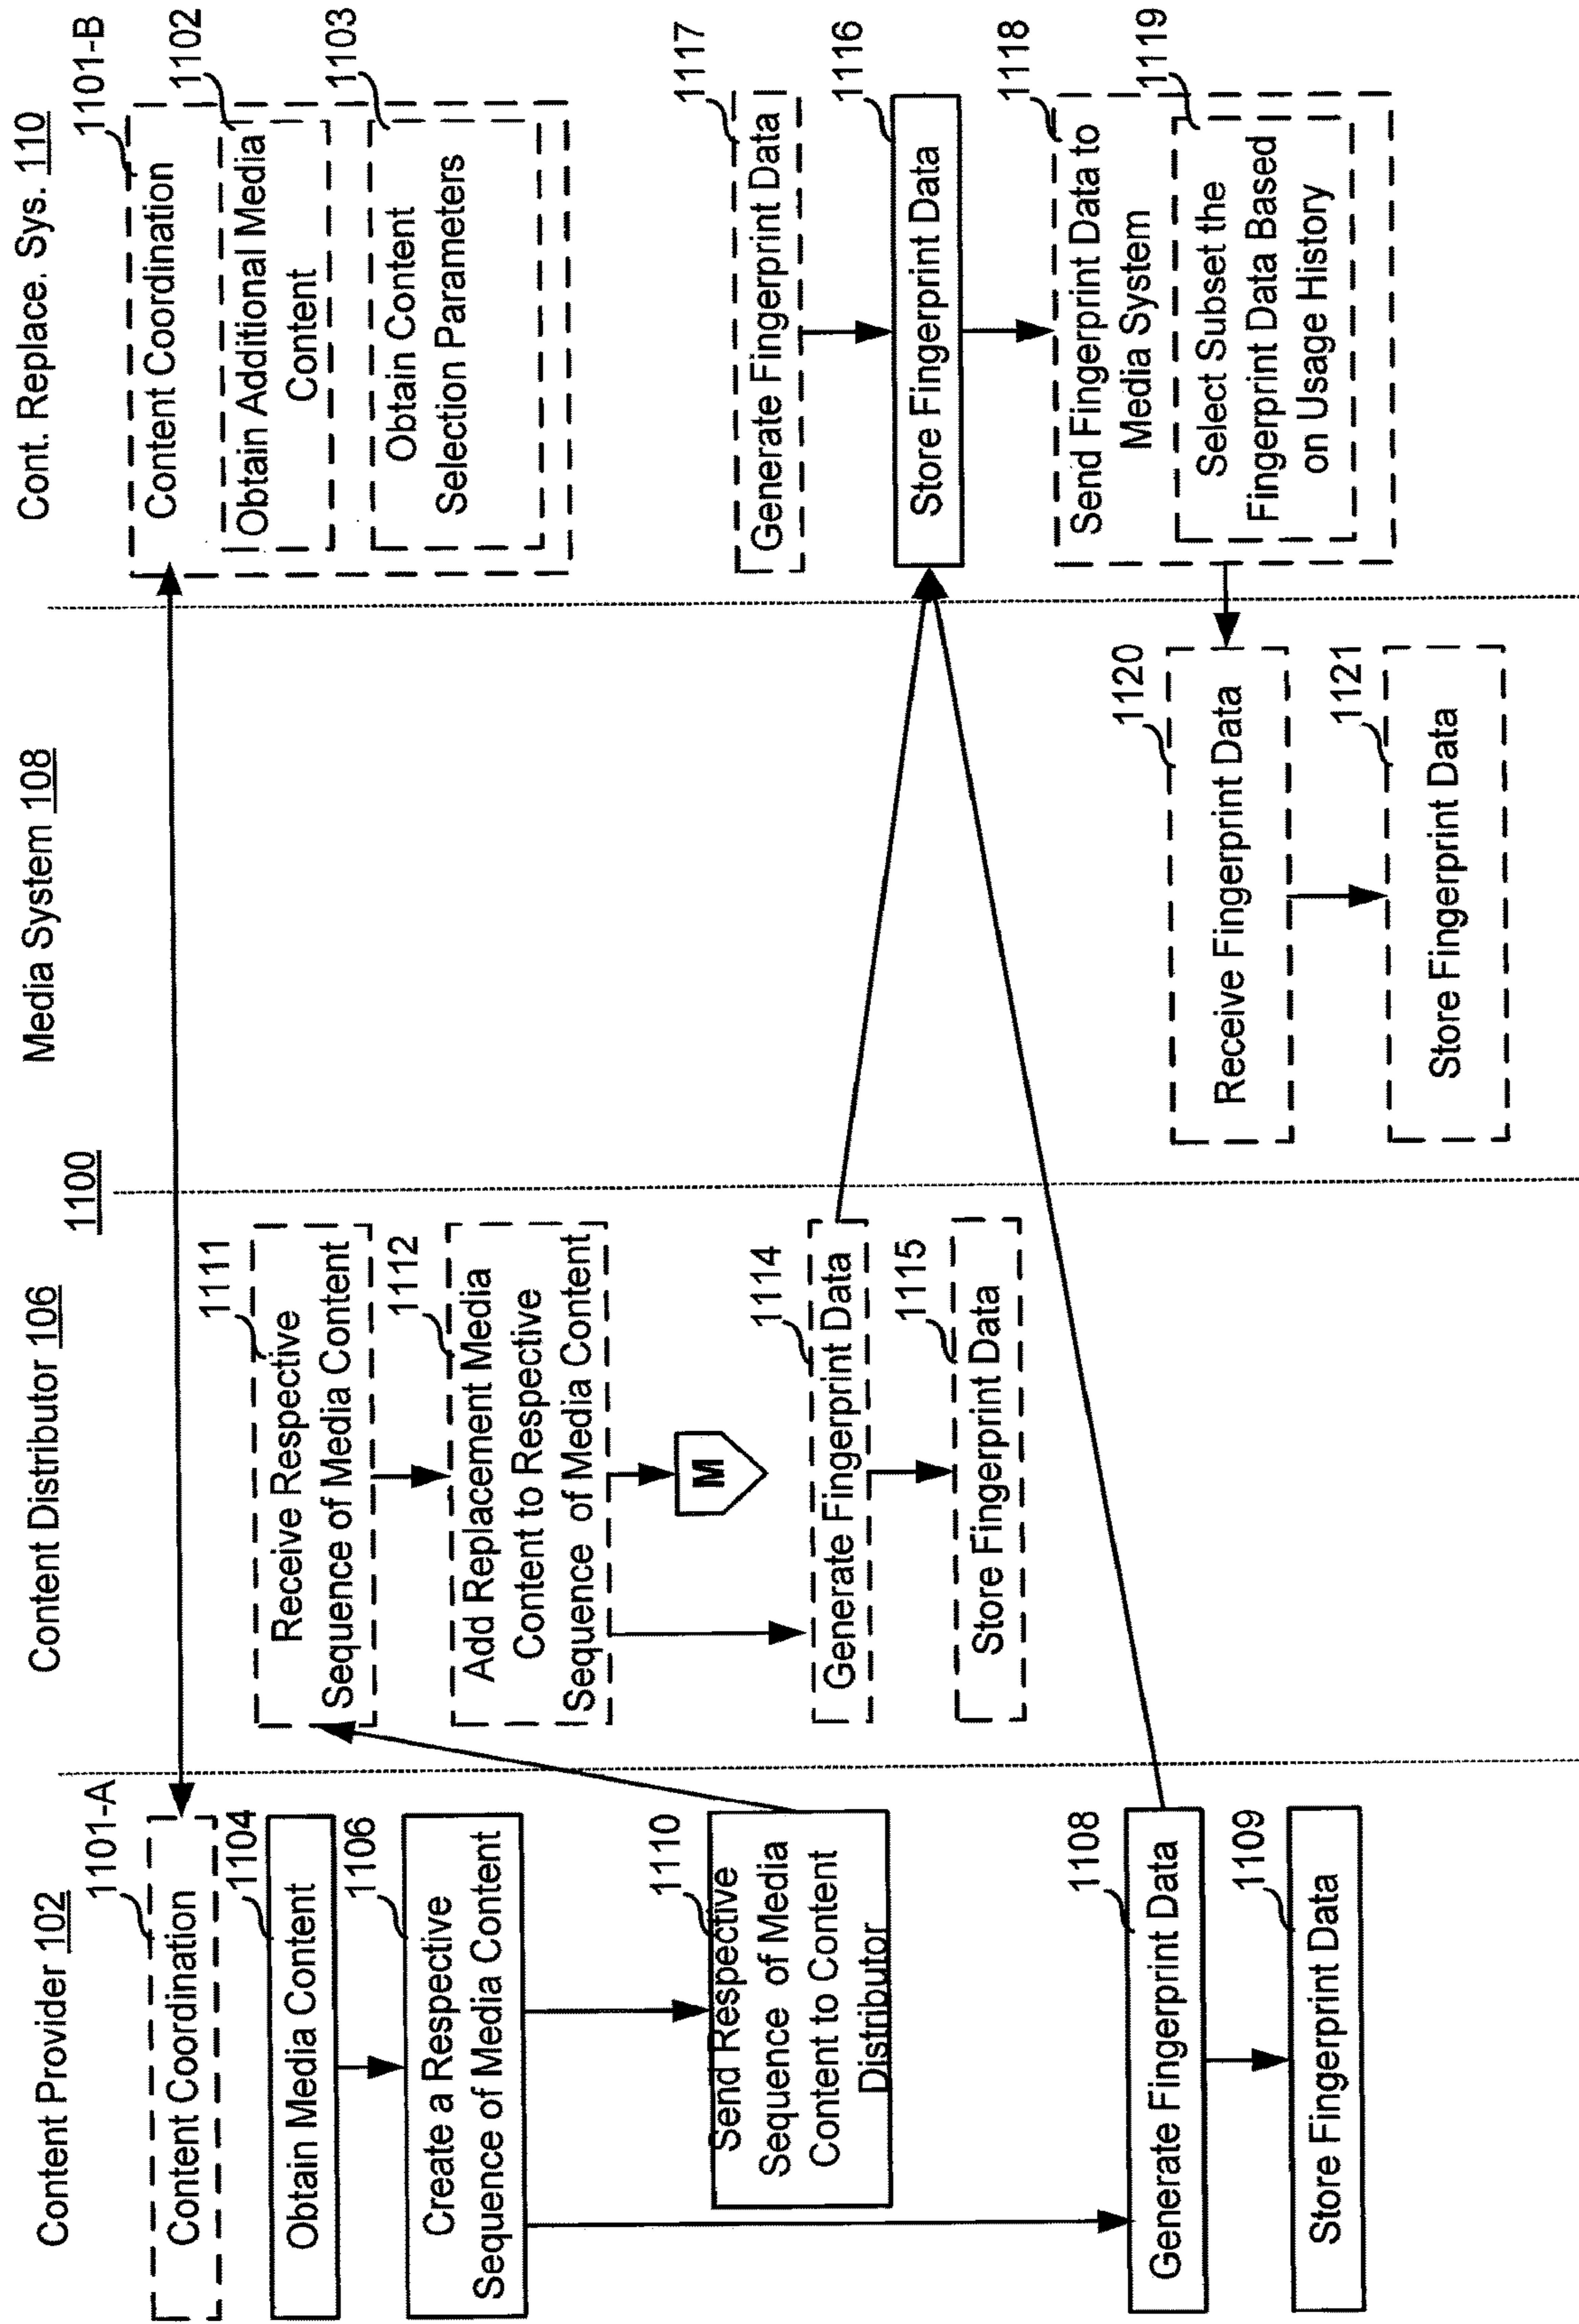 1100
Content Provider 102
1101-A
Content Coordination
1104
Obtain Media Content
1106
Create a Respective
Sequence of Media Content
1110
Send Respective
Sequence of Media
Content to Content
Distributor
1108
Generate Fingerprint Data
1109
Store Fingerprint Data
Content Distributor 106
1111
Receive Respective
Sequence of Media Content
1112
Add Replacement Media
Content to Respective
Sequence of Media Content
M
1114
Generate Fingerprint Data
1115
Store Fingerprint Data
Media System 108
1120
Receive Fingerprint Data
1121
Store Fingerprint Data
Cont. Replace. Sys. 110
1101-B
Content Coordination
1102
Obtain Additional Media
Content
1103
Obtain Content
Selection Parameters
1117
Generate Fingerprint Data
1116
Store Fingerprint Data
1118
Send Fingerprint Data to
Media System
1119
Select Subset the
Fingerprint Data Based
on Usage History